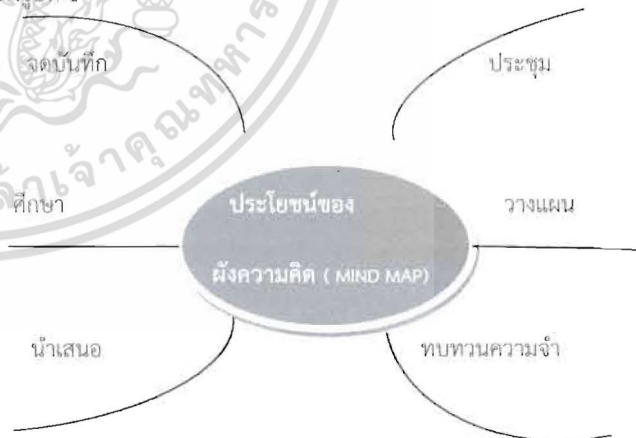 จดบันทึก
ประชุม
ศึกษา
ประโยชน์ของ
วางแผน
ผังความคิด ( MIND MAP)
นำเสนอ
ทบทวนความจำ